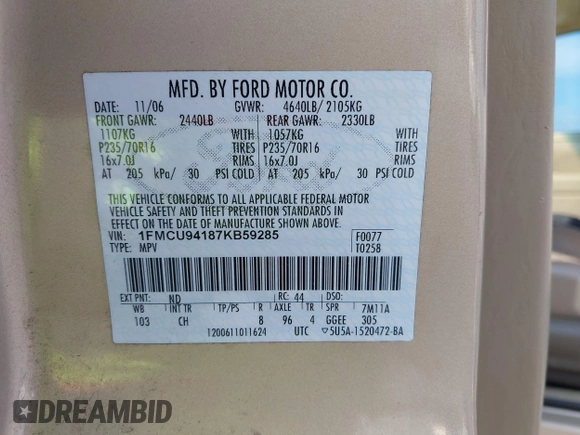 MFD. BY FORD MOTOR CO.
DATE: 11/06 GVWR: 4640LB/ 2105KG
FRONT GAWR: 2440LB REAR GAWR: 2330LB
1107KG WITH 1057KG WITH
P235/70R16 TIRES P235/70R16 TIRES
16x7.0J RIMS 16x7.0J RIMS
AT 205 kPa/ 30 PSI COLD AT 205 kPa/ 30 PSI COLD
THIS VEHICLE CONFORMS TO ALL APPLICABLE FEDERAL MOTOR
VEHICLE SAFETY AND THEFT PREVENTION STANDARDS IN
EFFECT ON THE DATE OF MANUFACTURE SHOWN ABOVE.
VIN: 1FMCU94187KB59285 F0077
TYPE: MPV T0258
EXT PNT: ND RC: 44 DSO:
WB INT TR TP/PS R AXLE TR SPR 7M11A
103 CH 8 96 4 GGEE 305
1200611011624 UTC ▽5U5A-1520472-BA
DREAMBID